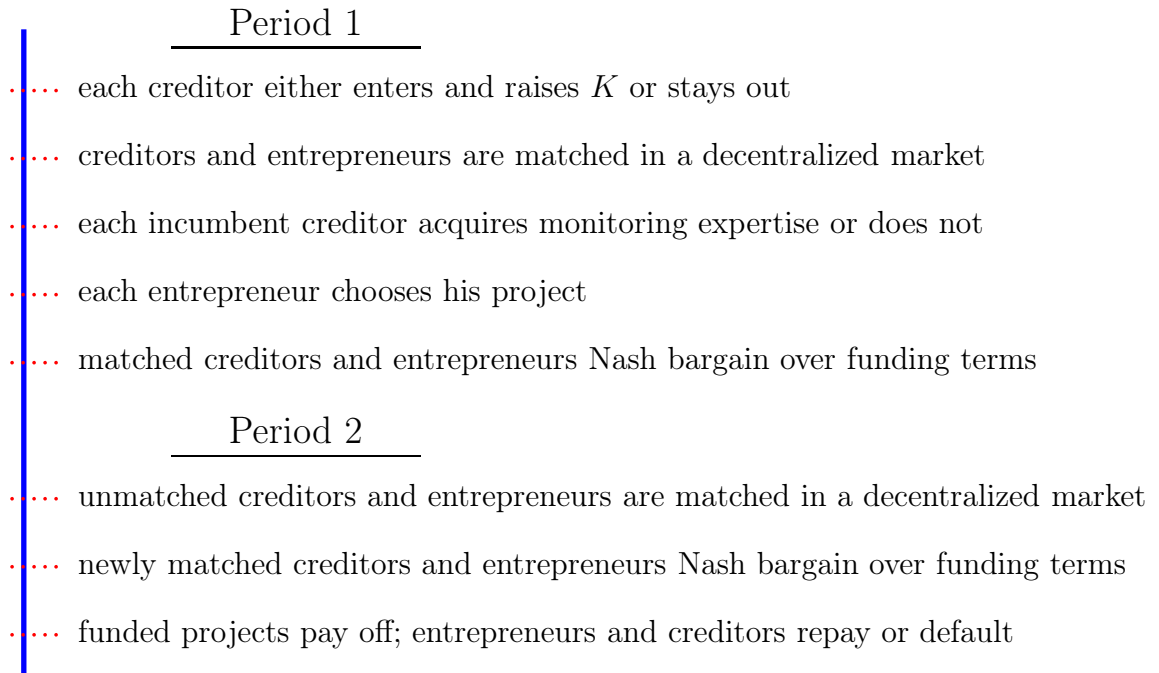 Period 1
each creditor either enters and raises K or stays out
creditors and entrepreneurs are matched in a decentralized market
each incumbent creditor acquires monitoring expertise or does not
each entrepreneur chooses his project
matched creditors and entrepreneurs Nash bargain over funding terms
Period 2
unmatched creditors and entrepreneurs are matched in a decentralized market
newly matched creditors and entrepreneurs Nash bargain over funding terms
funded projects pay off; entrepreneurs and creditors repay or default